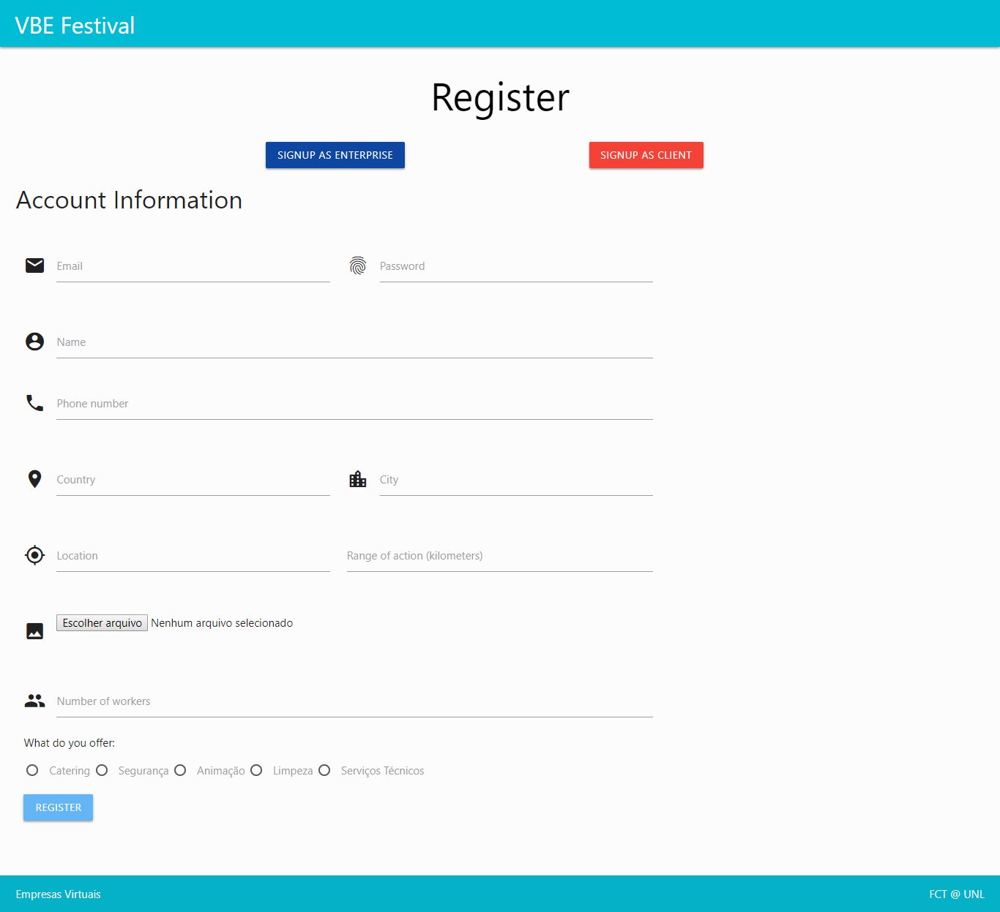 VBE Festival
Register
SIGNUP AS ENTERPRISE SIGNUP AS CLIENT
Account Information
Email Password
Name
Phone number
Country City
Location Range of action (kilometers)
Escolher arquivo Nenhum arquivo selecionado
Number of workers
What do you offer:
Catering Segurança Animação Limpeza Serviços Técnicos
REGISTER
Empresas Virtuais FCT @ UNL